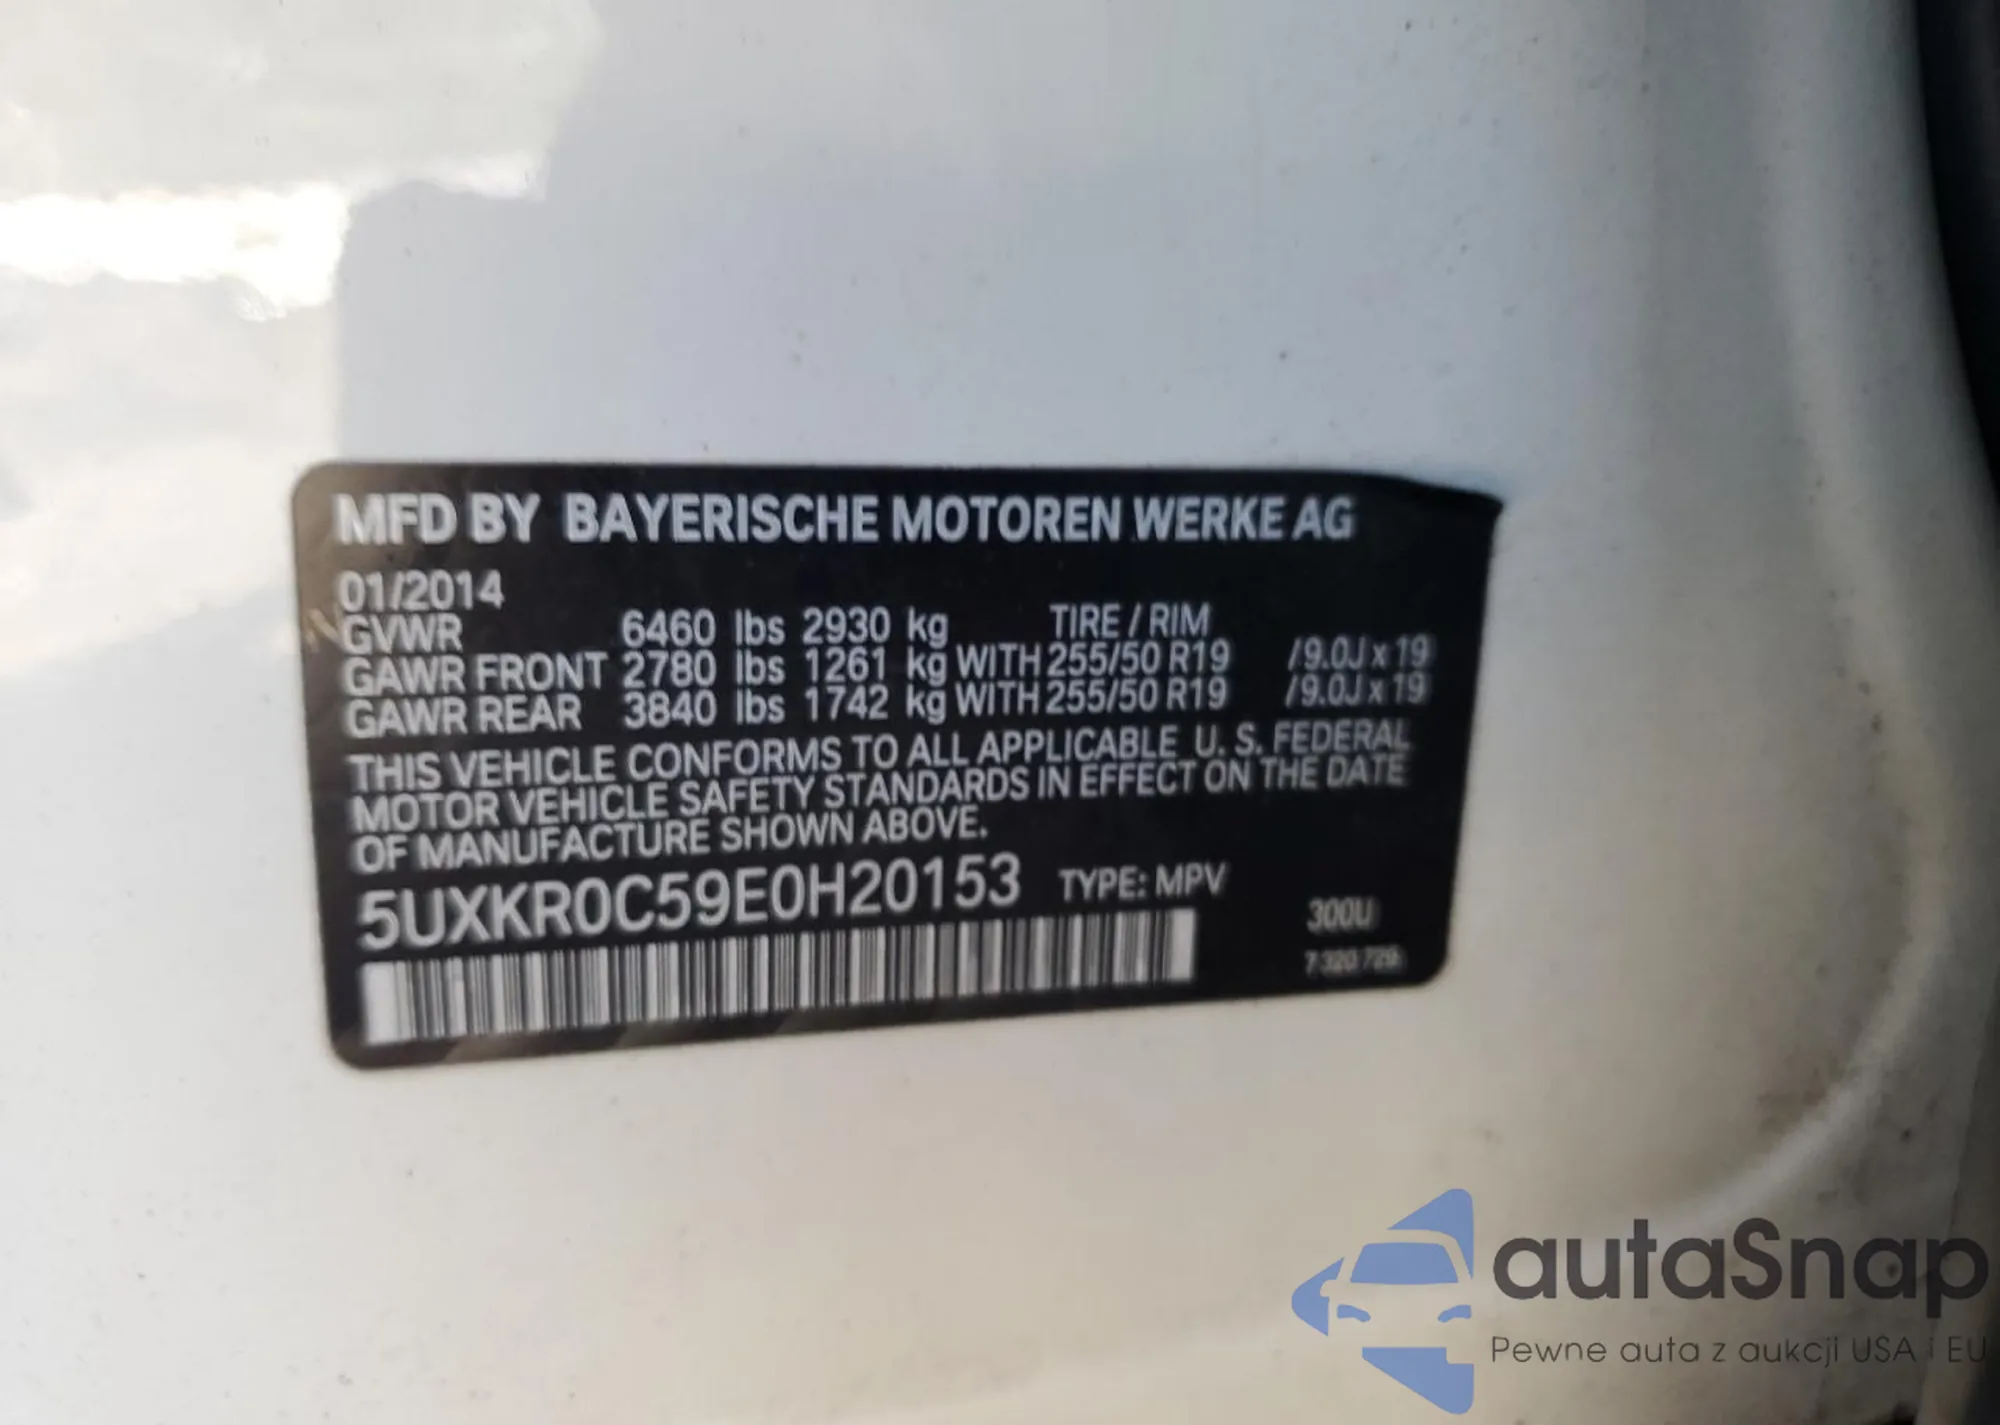 MFD BY BAYERISCHE MOTOREN WERKE AG
01/2014
GVWR 6460 lbs 2930 kg TIRE / RIM
GAWR FRONT 2780 lbs 1261 kg WITH 255/50 R19 /9.0J x 19
GAWR REAR 3840 lbs 1742 kg WITH 255/50 R19 /9.0J x 19
THIS VEHICLE CONFORMS TO ALL APPLICABLE U. S. FEDERAL
MOTOR VEHICLE SAFETY STANDARDS IN EFFECT ON THE DATE
OF MANUFACTURE SHOWN ABOVE.
5UXKR0C59E0H20153 TYPE: MPV
300U
7 320 726
autaSnap
Pewne auta z aukcji USA i EU